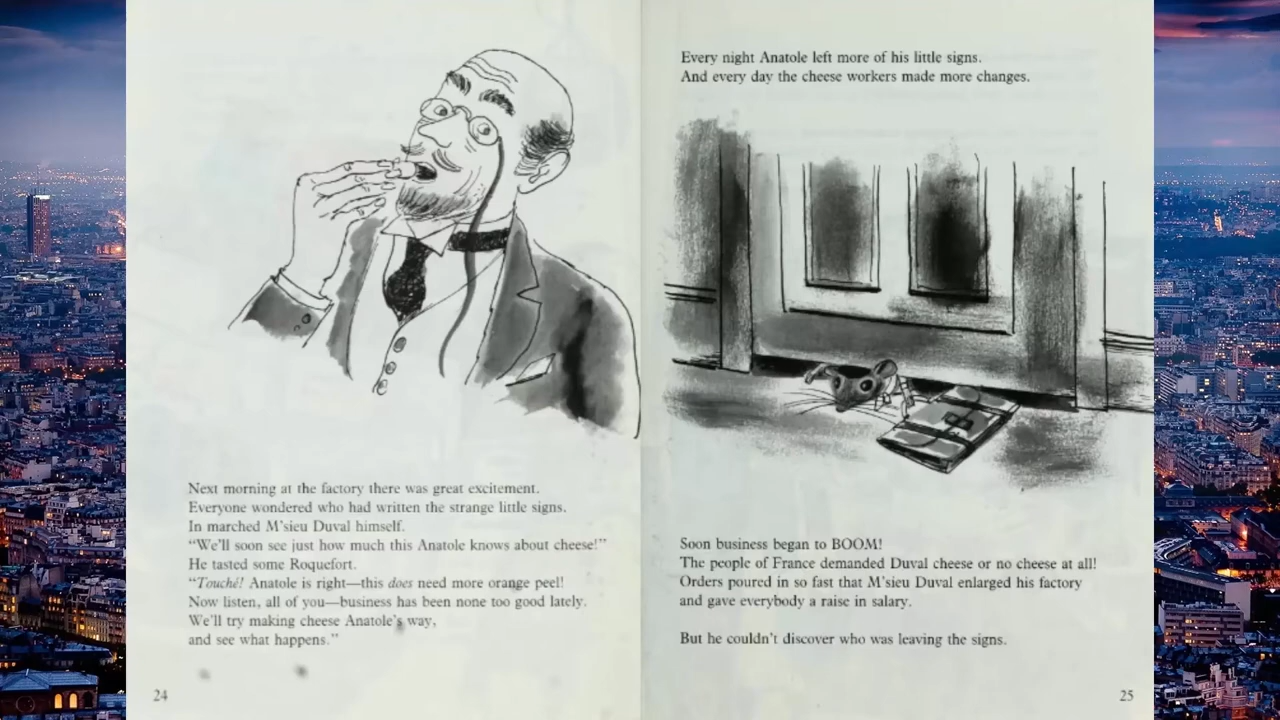 Next morning at the factory there was great excitement.
Everyone wondered who had written the strange little signs.
In marched M'sieu Duval himself.
“We'll soon see just how much this Anatole knows about cheese!”
He tasted some Roquefort.
“Touché! Anatole is right—this does need more orange peel!
Now listen, all of you—business has been none too good lately.
We'll try making cheese Anatole's way,
and see what happens.”
24
Every night Anatole left more of his little signs.
And every day the cheese workers made more changes.
Soon business began to BOOM!
The people of France demanded Duval cheese or no cheese at all!
Orders poured in so fast that M'sieu Duval enlarged his factory
and gave everybody a raise in salary.
But he couldn't discover who was leaving the signs.
25